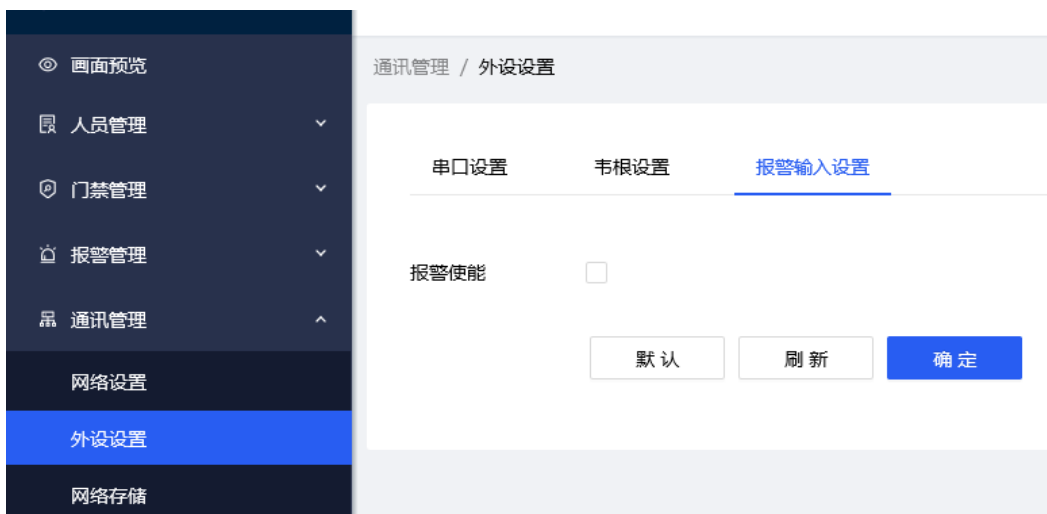 画面预览
人员管理
门禁管理
报警管理
通讯管理
网络设置
外设设置
网络存储
通讯管理 / 外设设置
串口设置 韦根设置 报警输入设置
报警使能
默认 刷新 确定